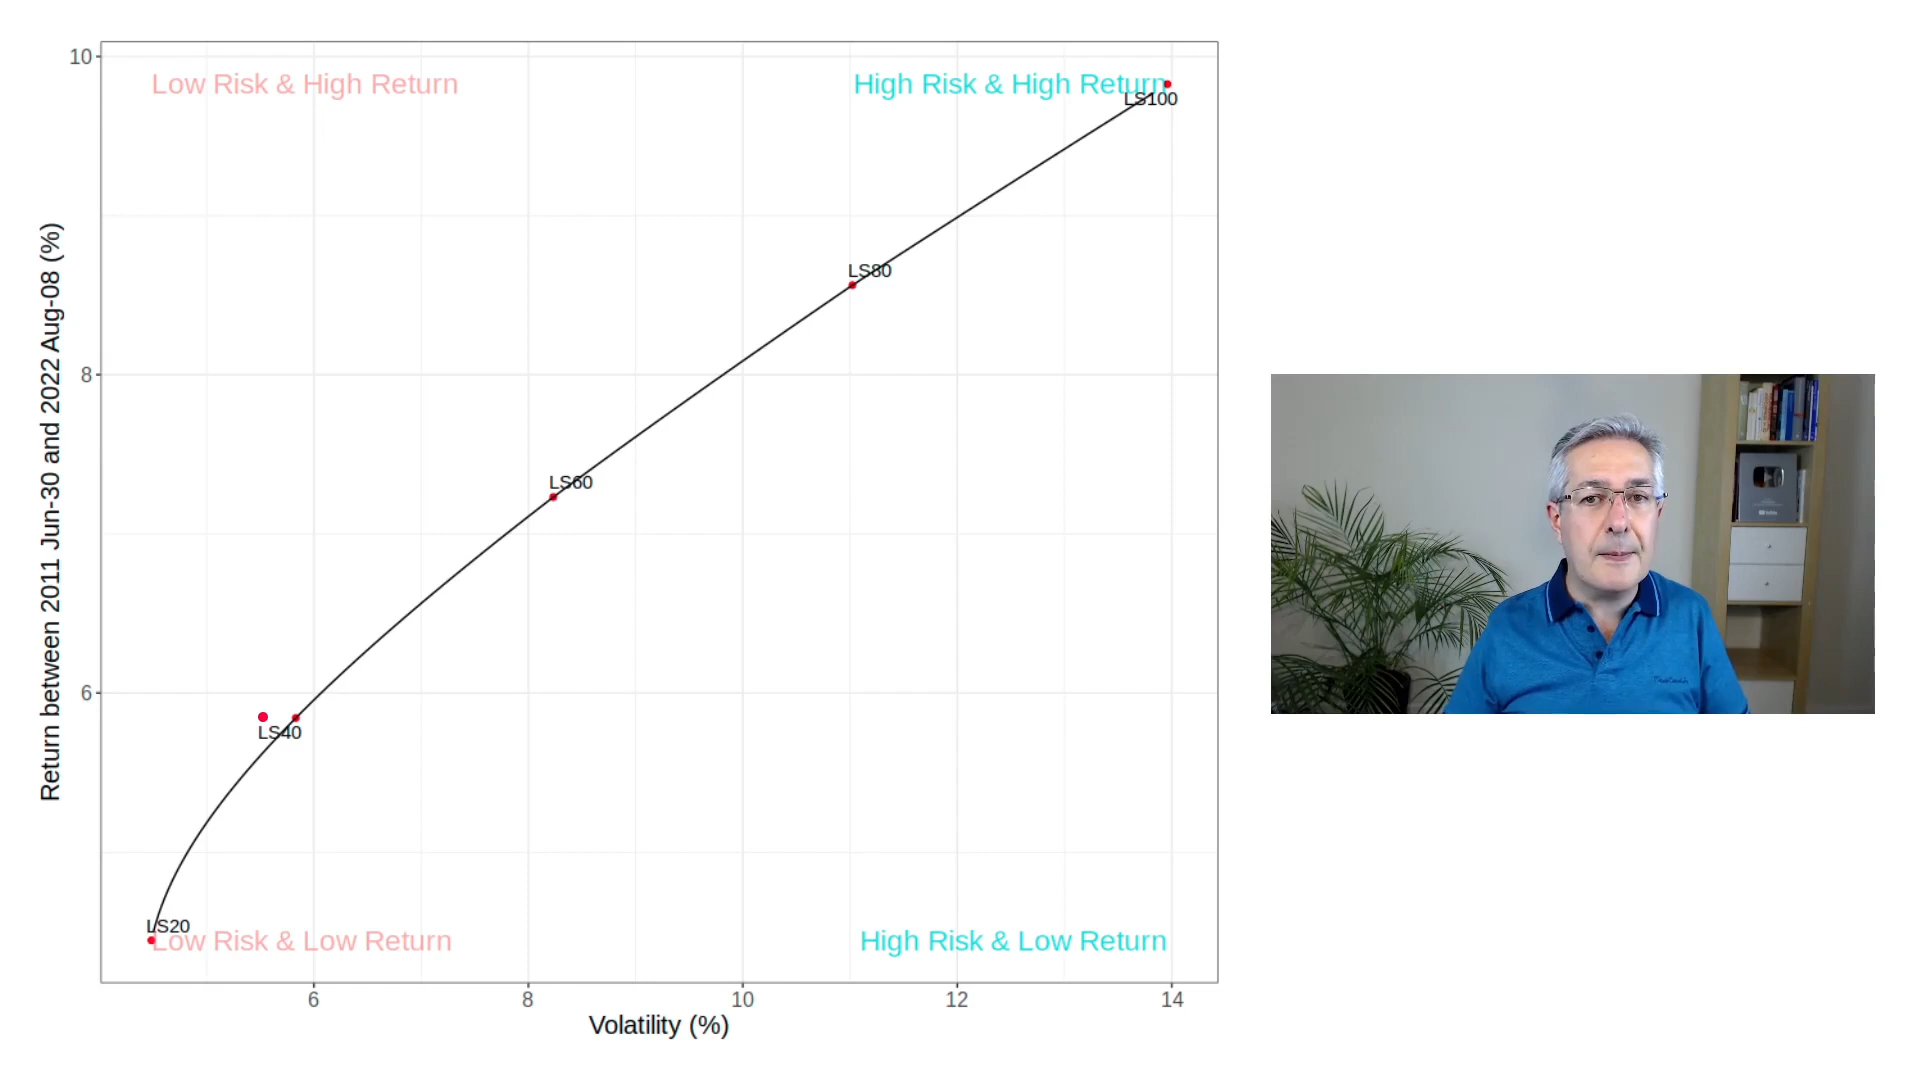 10
Low Risk & High Return
High Risk & High Return
LS100
LS80
8
LS60
Return between 2011 Jun-30 and 2022 Aug-08 (%)
6
LS40
LS20
Low Risk & Low Return
High Risk & Low Return
6
8
10
12
14
Volatility (%)